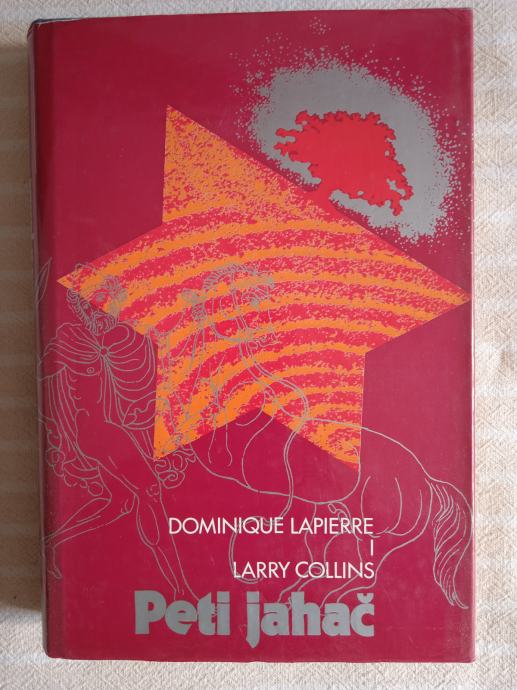 DOMINIQUE LAPIERRE
I
LARRY COLLINS
Peti jahač